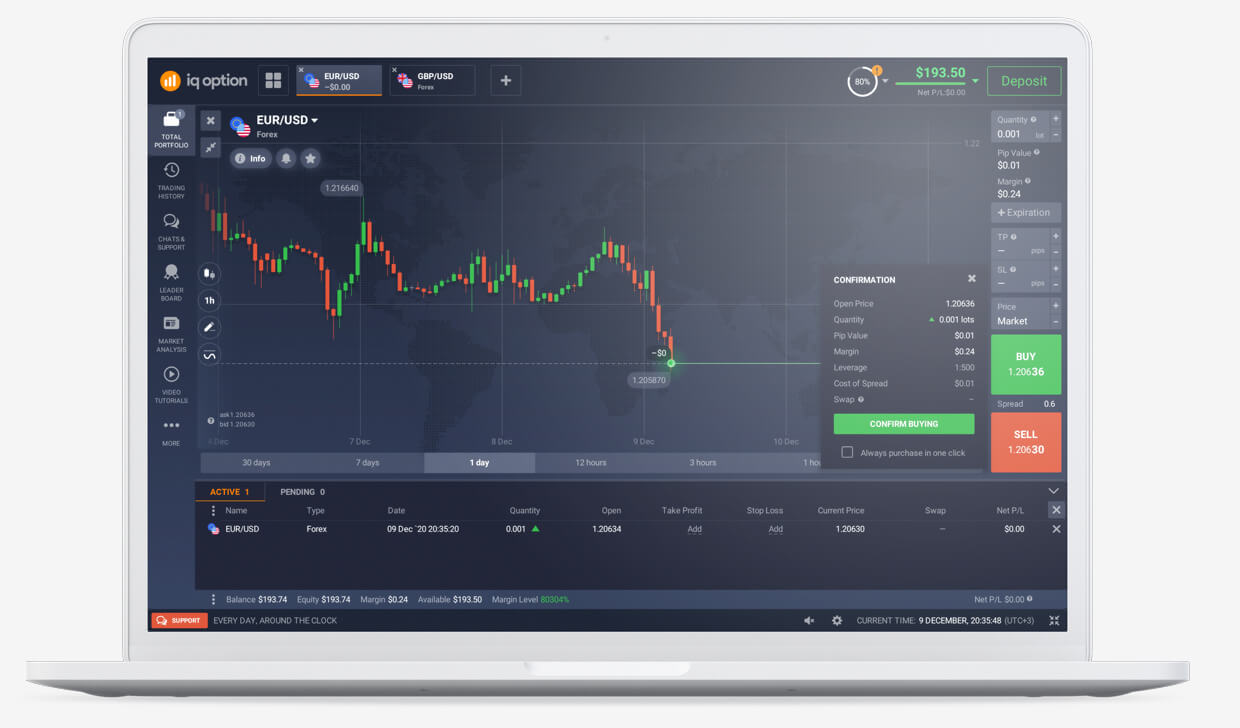 iq option
EUR/USD
–$0.00
GBP/USD
Forex
80%
$193.50
Net P/L:$0.00
Deposit
TOTAL
PORTFOLIO
1
TRADING
HISTORY
CHATS &
SUPPORT
LEADER
BOARD
MARKET
ANALYSIS
VIDEO
TUTORIALS
MORE
EUR/USD
Forex
Info
1.216640
1.22
1h
–$0
1.205870
ask 1.20636
bid 1.20630
4 Dec
7 Dec
8 Dec
9 Dec
10 Dec
30 days
7 days
1 day
12 hours
3 hours
1 hou
CONFIRMATION
Open Price 1.20636
Quantity 0.001 lots
Pip Value $0.01
Margin $0.24
Leverage 1:500
Cost of Spread $0.01
Swap –
CONFIRM BUYING
Always purchase in one click
Quantity
0.001 lot
Pip Value
$0.01
Margin
$0.24
+ Expiration
TP
– pips
SL
– pips
Price
Market
BUY
1.20636
Spread 0.6
SELL
1.20630
ACTIVE 1 PENDING 0
Name Type Date Quantity Open Take Profit Stop Loss Current Price Swap Net P/L
EUR/USD Forex 09 Dec `20 20:35:20 0.001 1.20634 Add Add 1.20630 – $0.00
Balance $193.74 Equity $193.74 Margin $0.24 Available $193.50 Margin Level 80304% Net P/L $0.00
SUPPORT EVERY DAY, AROUND THE CLOCK CURRENT TIME: 9 DECEMBER, 20:35:48 (UTC+3)